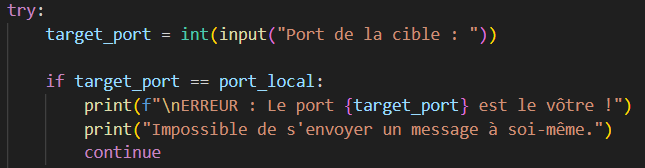 try:
    target_port = int(input("Port de la cible : "))

    if target_port == port_local:
        print(f"\nERREUR : Le port {target_port} est le vôtre !")
        print("Impossible de s'envoyer un message à soi-même.")
        continue